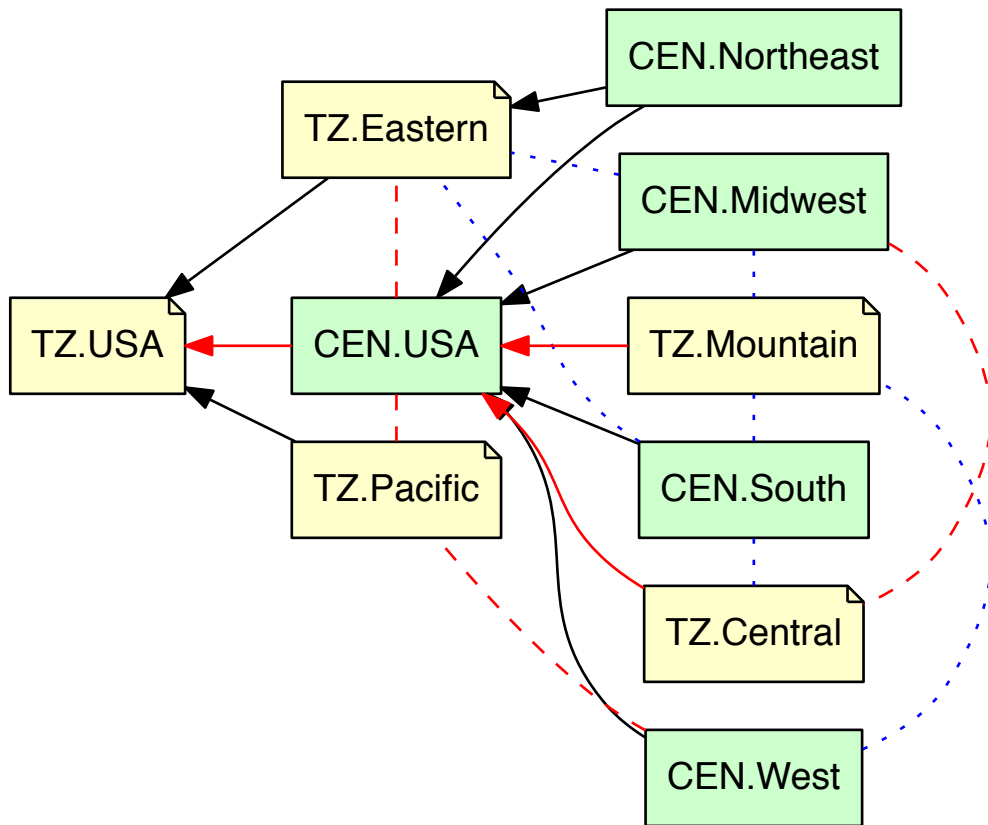 CEN.Northeast
TZ.Eastern
CEN.Midwest
TZ.USA
CEN.USA
TZ.Mountain
TZ.Pacific
CEN.South
TZ.Central
CEN.West